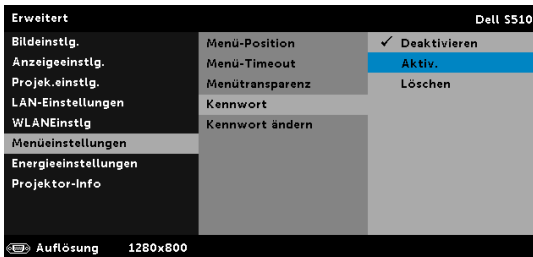 Erweitert
Dell S510
Bildeinstlg.
Anzeigeeinstlg.
Projek.einstlg.
LAN-Einstellungen
WLANEinstlg
Menüeinstellungen
Energieeinstellungen
Projektor-Info
Menü-Position
Menü-Timeout
Menütransparenz
Kennwort
Kennwort ändern
✓ Deaktivieren
Aktiv.
Löschen
Auflösung 1280x800